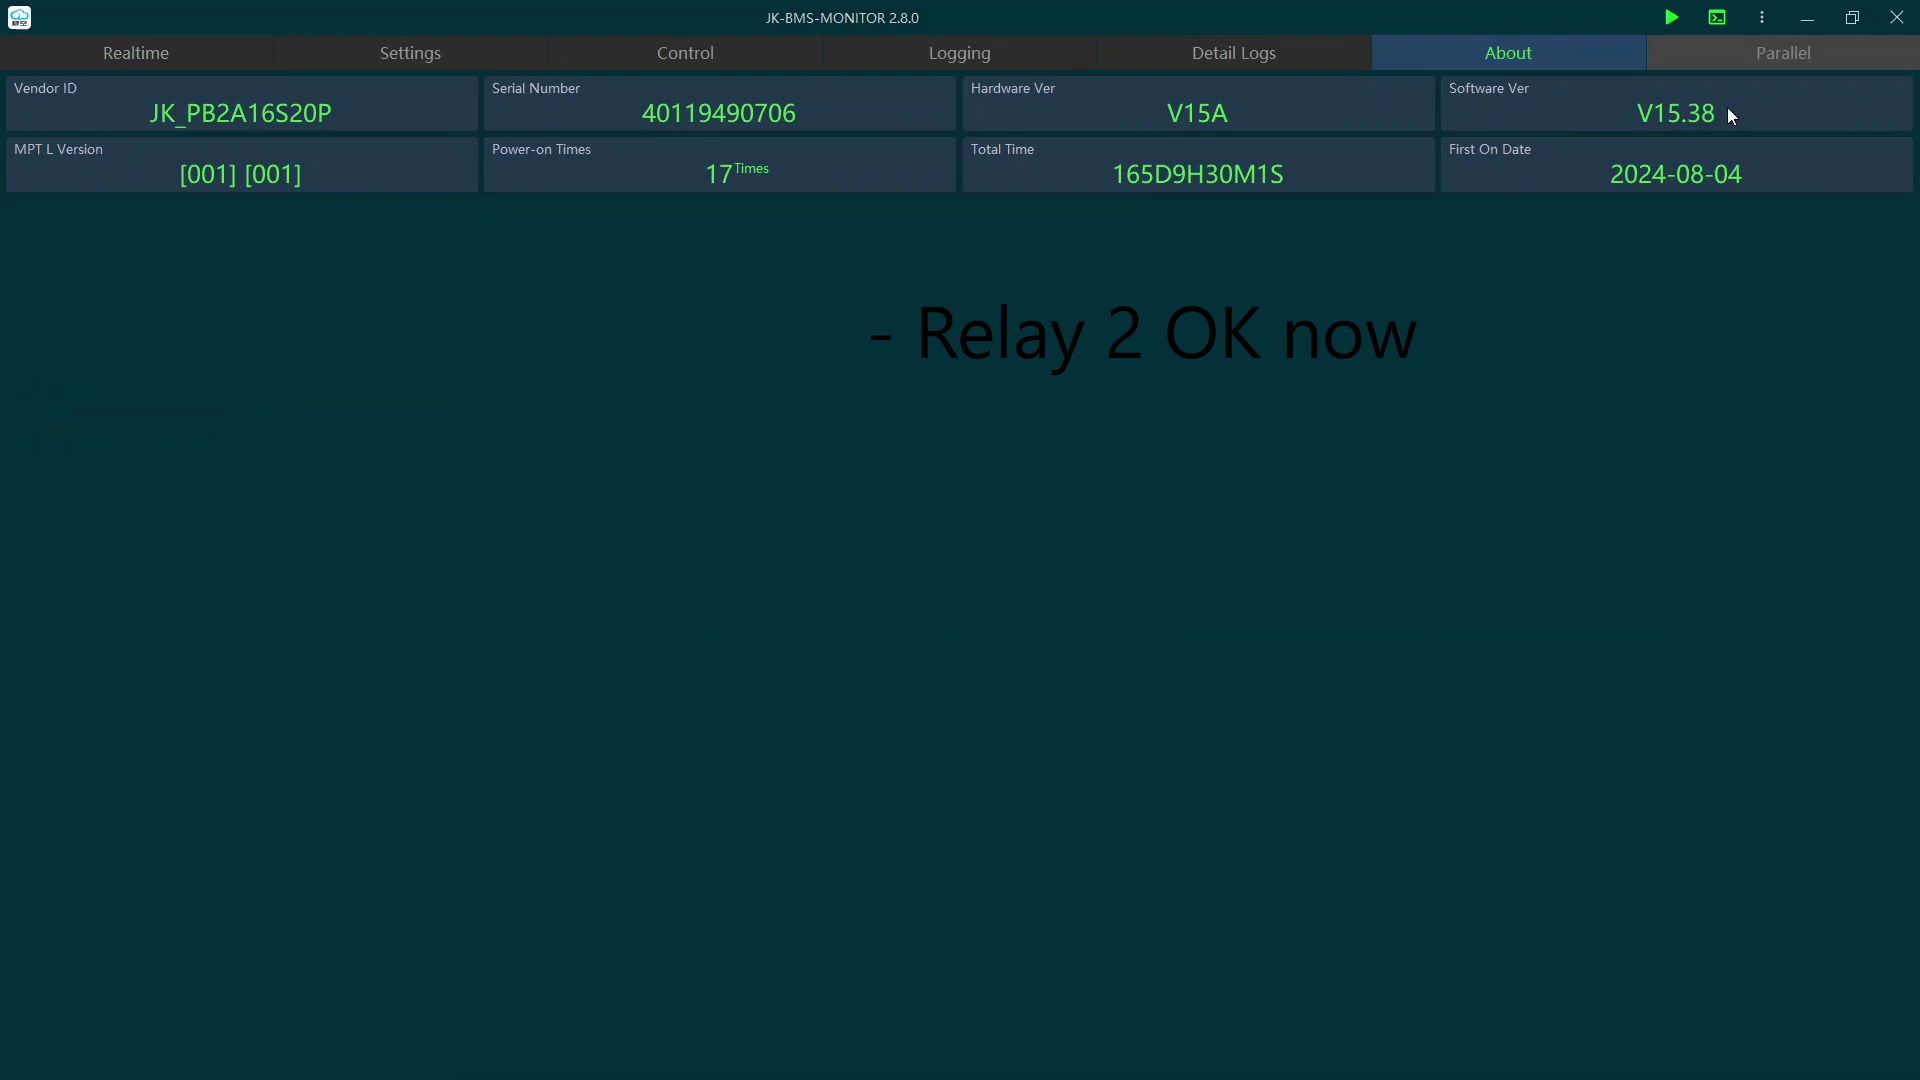 JK-BMS-MONITOR 2.8.0
Realtime Settings Control Logging Detail Logs About Parallel
Vendor ID Serial Number Hardware Ver Software Ver
JK_PB2A16S20P 40119490706 V15A V15.38
MPT L Version Power-on Times Total Time First On Date
[001] [001] 17 Times 165D9H30M1S 2024-08-04
- Relay 2 OK now